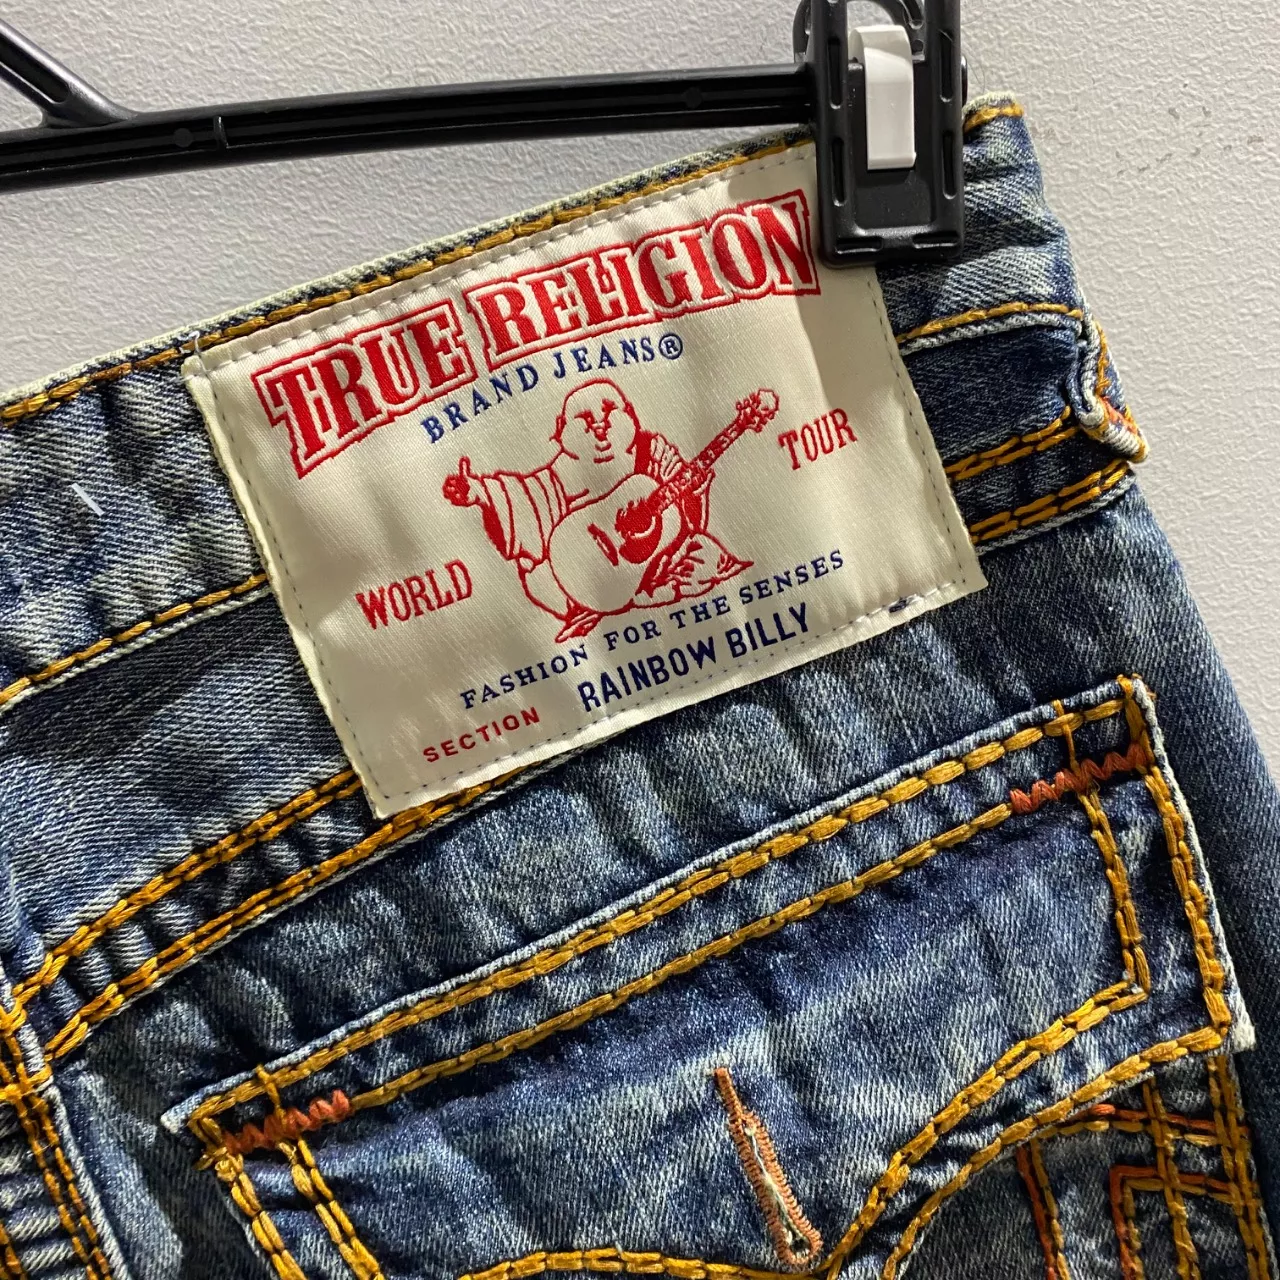 TRUE RELIGION
BRAND JEANS®
WORLD TOUR
FASHION FOR THE SENSES
SECTION RAINBOW BILLY